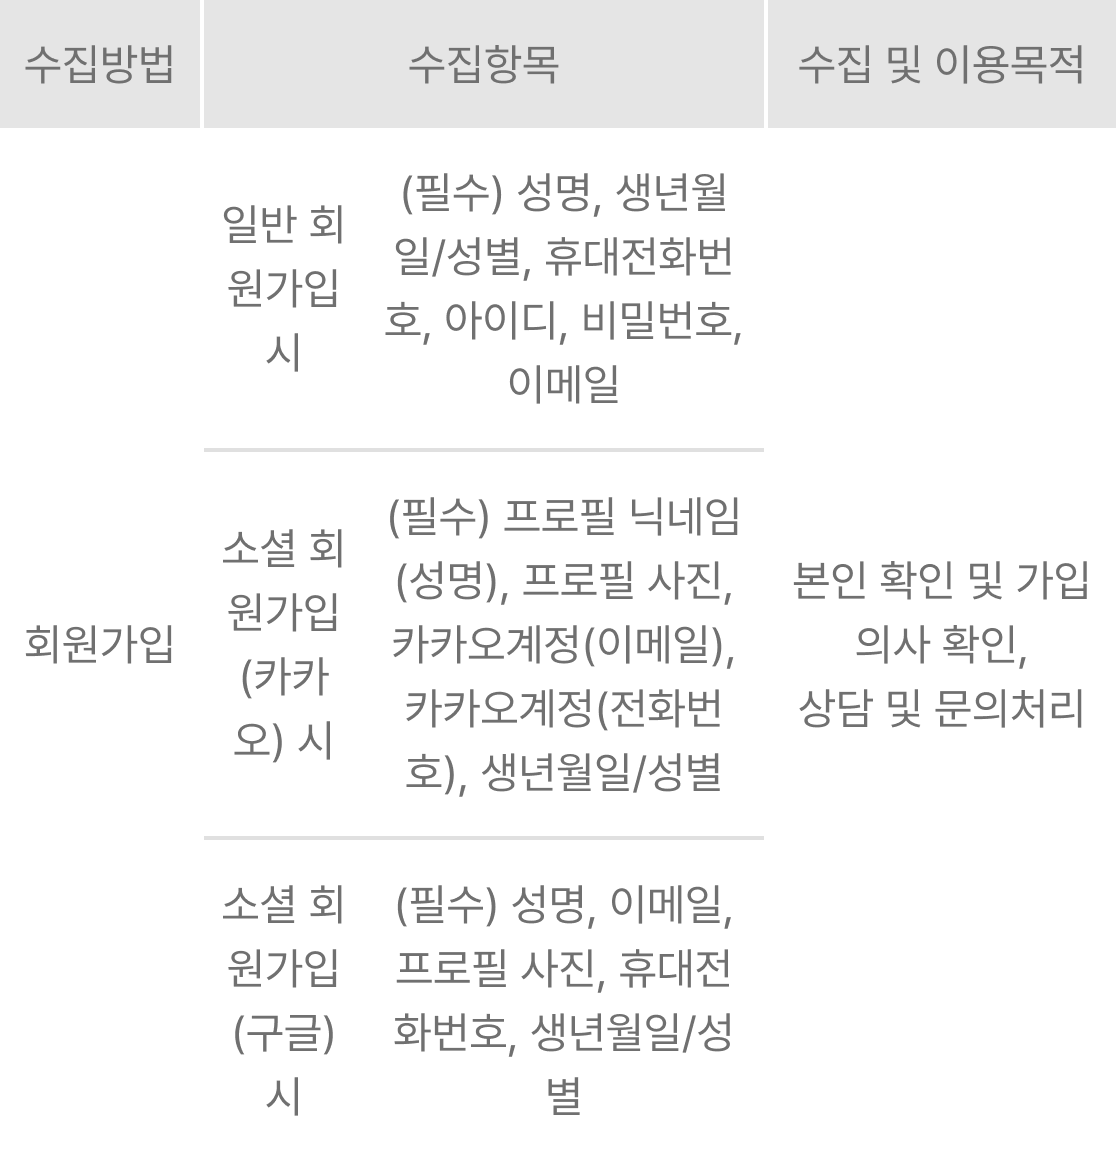 수집방법
수집항목
수집 및 이용목적
회원가입
일반 회
원가입
시
(필수) 성명, 생년월
일/성별, 휴대전화번
호, 아이디, 비밀번호,
이메일
소셜 회
원가입
(카카
오) 시
(필수) 프로필 닉네임
(성명), 프로필 사진,
카카오계정(이메일),
카카오계정(전화번
호), 생년월일/성별
소셜 회
원가입
(구글)
시
(필수) 성명, 이메일,
프로필 사진, 휴대전
화번호, 생년월일/성
별
본인 확인 및 가입
의사 확인,
상담 및 문의처리